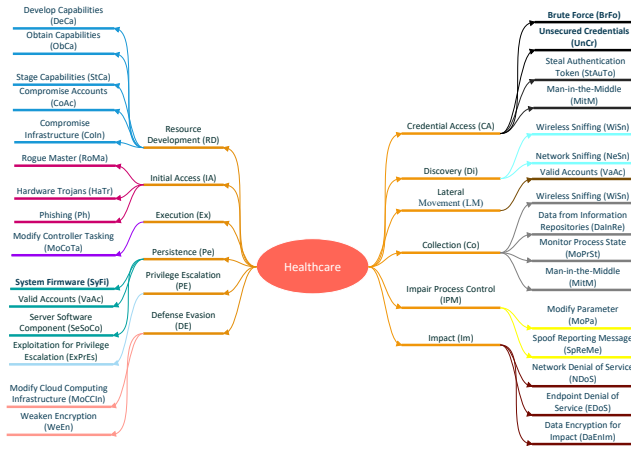 Develop Capabilities
(DeCa)
Obtain Capabilities
(ObCa)
Stage Capabilities (StCa)
Compromise Accounts
(CoAc)
Compromise
Infrastructure (CoIn)
Rogue Master (RoMa)
Hardware Trojans (HaTr)
Phishing (Ph)
Modify Controller Tasking
(MoCoTa)
System Firmware (SyFi)
Valid Accounts (VaAc)
Server Software
Component (SeSoCo)
Exploitation for Privilege
Escalation (ExPrEs)
Modify Cloud Computing
Infrastructure (MoCCIn)
Weaken Encryption
(WeEn)
Resource
Development (RD)
Initial Access (IA)
Execution (Ex)
Persistence (Pe)
Privilege Escalation
(PE)
Defense Evasion
(DE)
Healthcare
Credential Access (CA)
Discovery (Di)
Lateral
Movement (LM)
Collection (Co)
Impair Process Control
(IPM)
Impact (Im)
Brute Force (BrFo)
Unsecured Credentials
(UnCr)
Steal Authentication
Token (StAuTo)
Man-in-the-Middle
(MitM)
Wireless Sniffing (WiSn)
Network Sniffing (NeSn)
Valid Accounts (VaAc)
Wireless Sniffing (WiSn)
Data from Information
Repositories (DaInRe)
Monitor Process State
(MoPrSt)
Man-in-the-Middle
(MitM)
Modify Parameter
(MoPa)
Spoof Reporting Message
(SpReMe)
Network Denial of Service
(NDoS)
Endpoint Denial of
Service (EDoS)
Data Encryption for
Impact (DaEnIm)